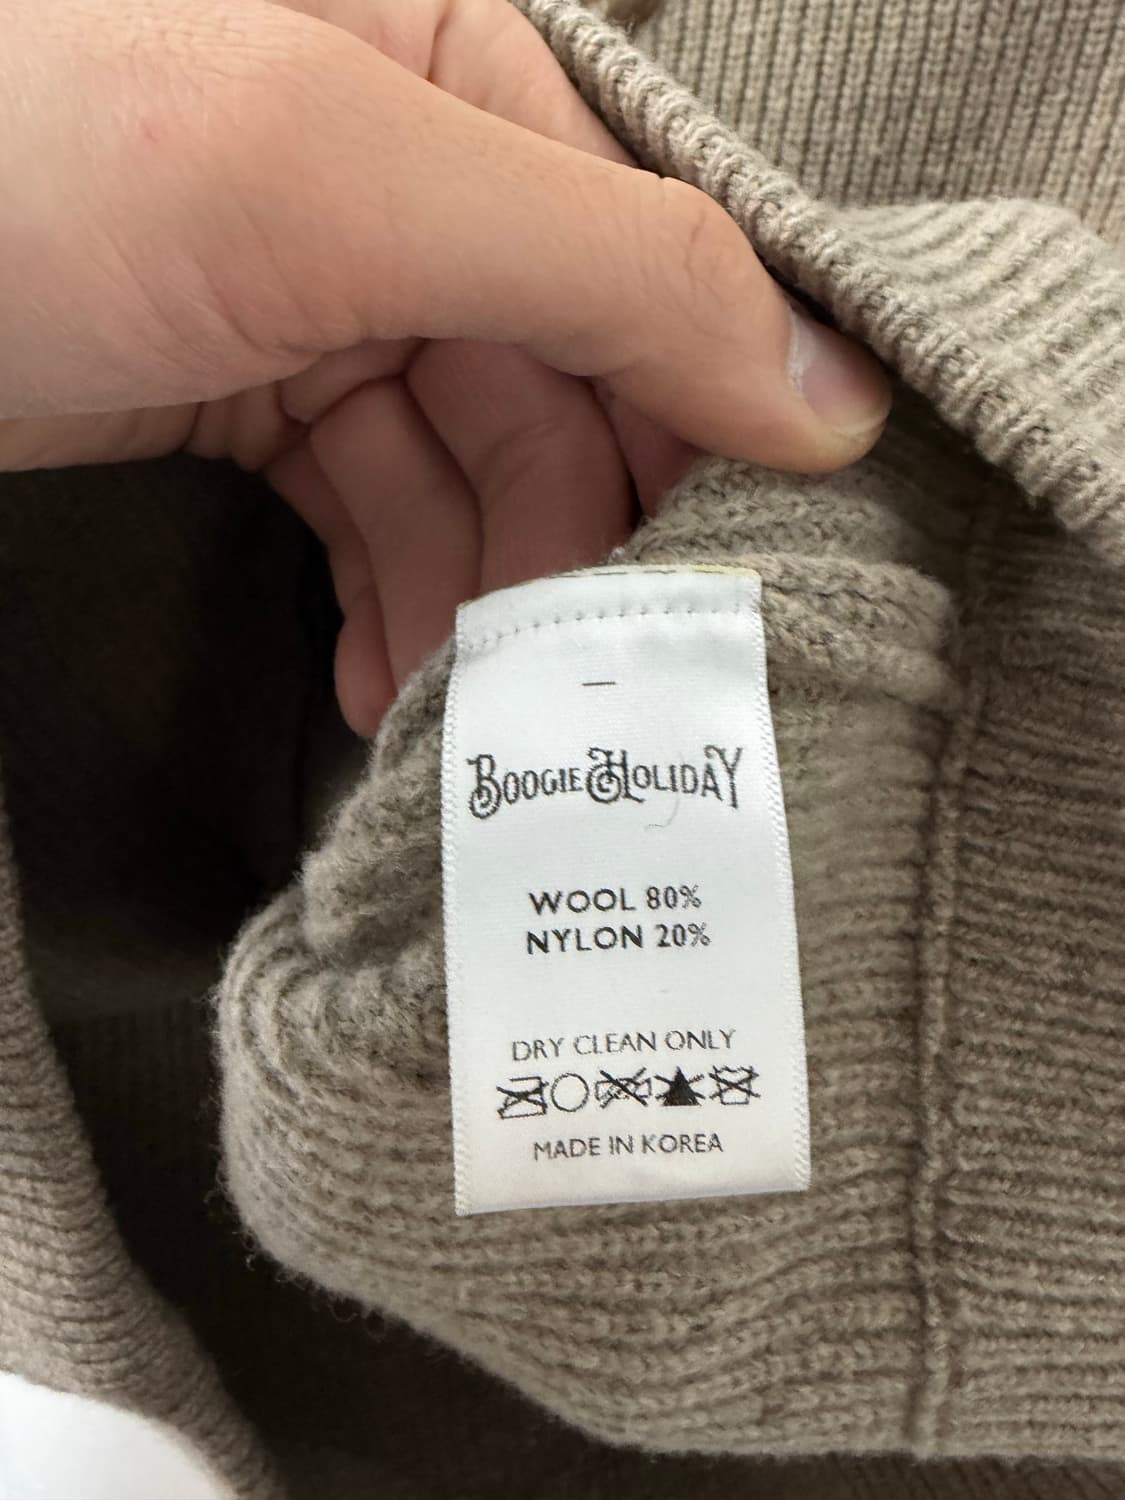 BOOGIE HOLIDAY
WOOL 80%
NYLON 20%
DRY CLEAN ONLY
MADE IN KOREA